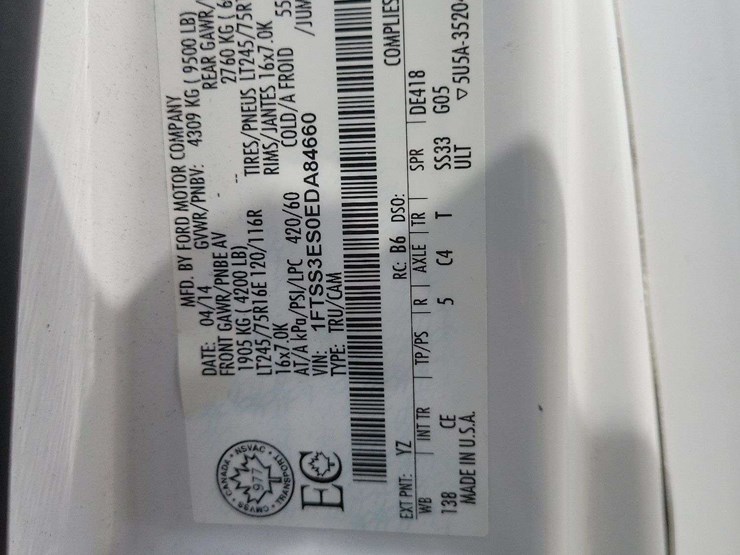 MFD. BY FORD MOTOR COMPANY
DATE: 04/14 GVWR/PNBV: 4309 KG ( 9500 LB)
FRONT GAWR/PNBE AV REAR GAWR/
1905 KG ( 4200 LB) 2760 KG ( 6
LT245/75R16E 120/116R TIRES/PNEUS LT245/75R
16x7.0K RIMS/JANTES 16x7.0K
AT/A kPa/PSI/LPC 420/60 COLD/A FROID 55
VIN: 1FTSS3ES0EDA84660 /JUM
TYPE: TRU/CAM
CANADA
NSVAC
977
TRANSPORT
CMVSS
EC
COMPLIES
EXT PNT: YZ RC: B6 DSO:
WB INT TR TP/PS R AXLE TR SPR DE418
138 CE 5 C4 T SS33 G05
MADE IN U.S.A. ULT ▽ 5U5A-3520-